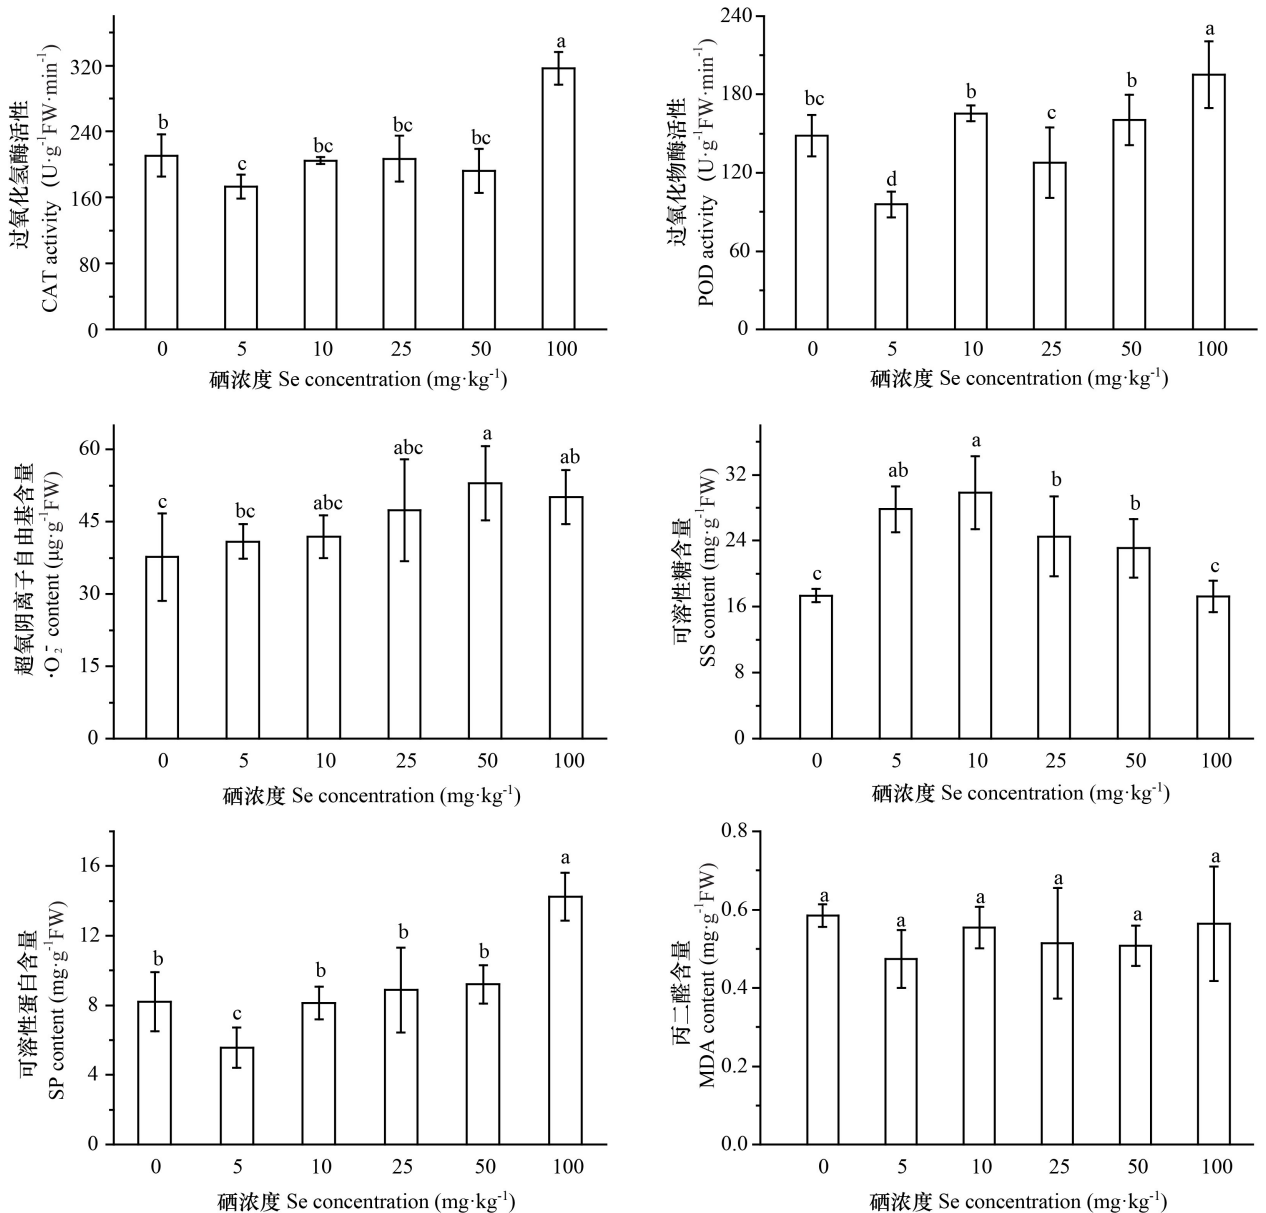 过氧化氢酶活性
CAT activity (U·g⁻¹FW·min⁻¹)
320
240
160
80
0
b
c
bc
bc
bc
a
0 5 10 25 50 100
硒浓度 Se concentration (mg·kg⁻¹)
过氧化物酶活性
POD activity (U·g⁻¹FW·min⁻¹)
240
180
120
60
0
bc
d
b
c
b
a
0 5 10 25 50 100
硒浓度 Se concentration (mg·kg⁻¹)
超氧阴离子自由基含量
·O₂⁻ content (μg·g⁻¹FW)
60
45
30
15
0
c
bc
abc
abc
a
ab
0 5 10 25 50 100
硒浓度 Se concentration (mg·kg⁻¹)
可溶性糖含量
SS content (mg·g⁻¹FW)
32
24
16
8
0
c
ab
a
b
b
c
0 5 10 25 50 100
硒浓度 Se concentration (mg·kg⁻¹)
可溶性蛋白含量
SP content (mg·g⁻¹FW)
16
12
8
4
0
b
c
b
b
b
a
0 5 10 25 50 100
硒浓度 Se concentration (mg·kg⁻¹)
丙二醛含量
MDA content (mg·g⁻¹FW)
0.8
0.6
0.4
0.2
0.0
a
a
a
a
a
a
0 5 10 25 50 100
硒浓度 Se concentration (mg·kg⁻¹)